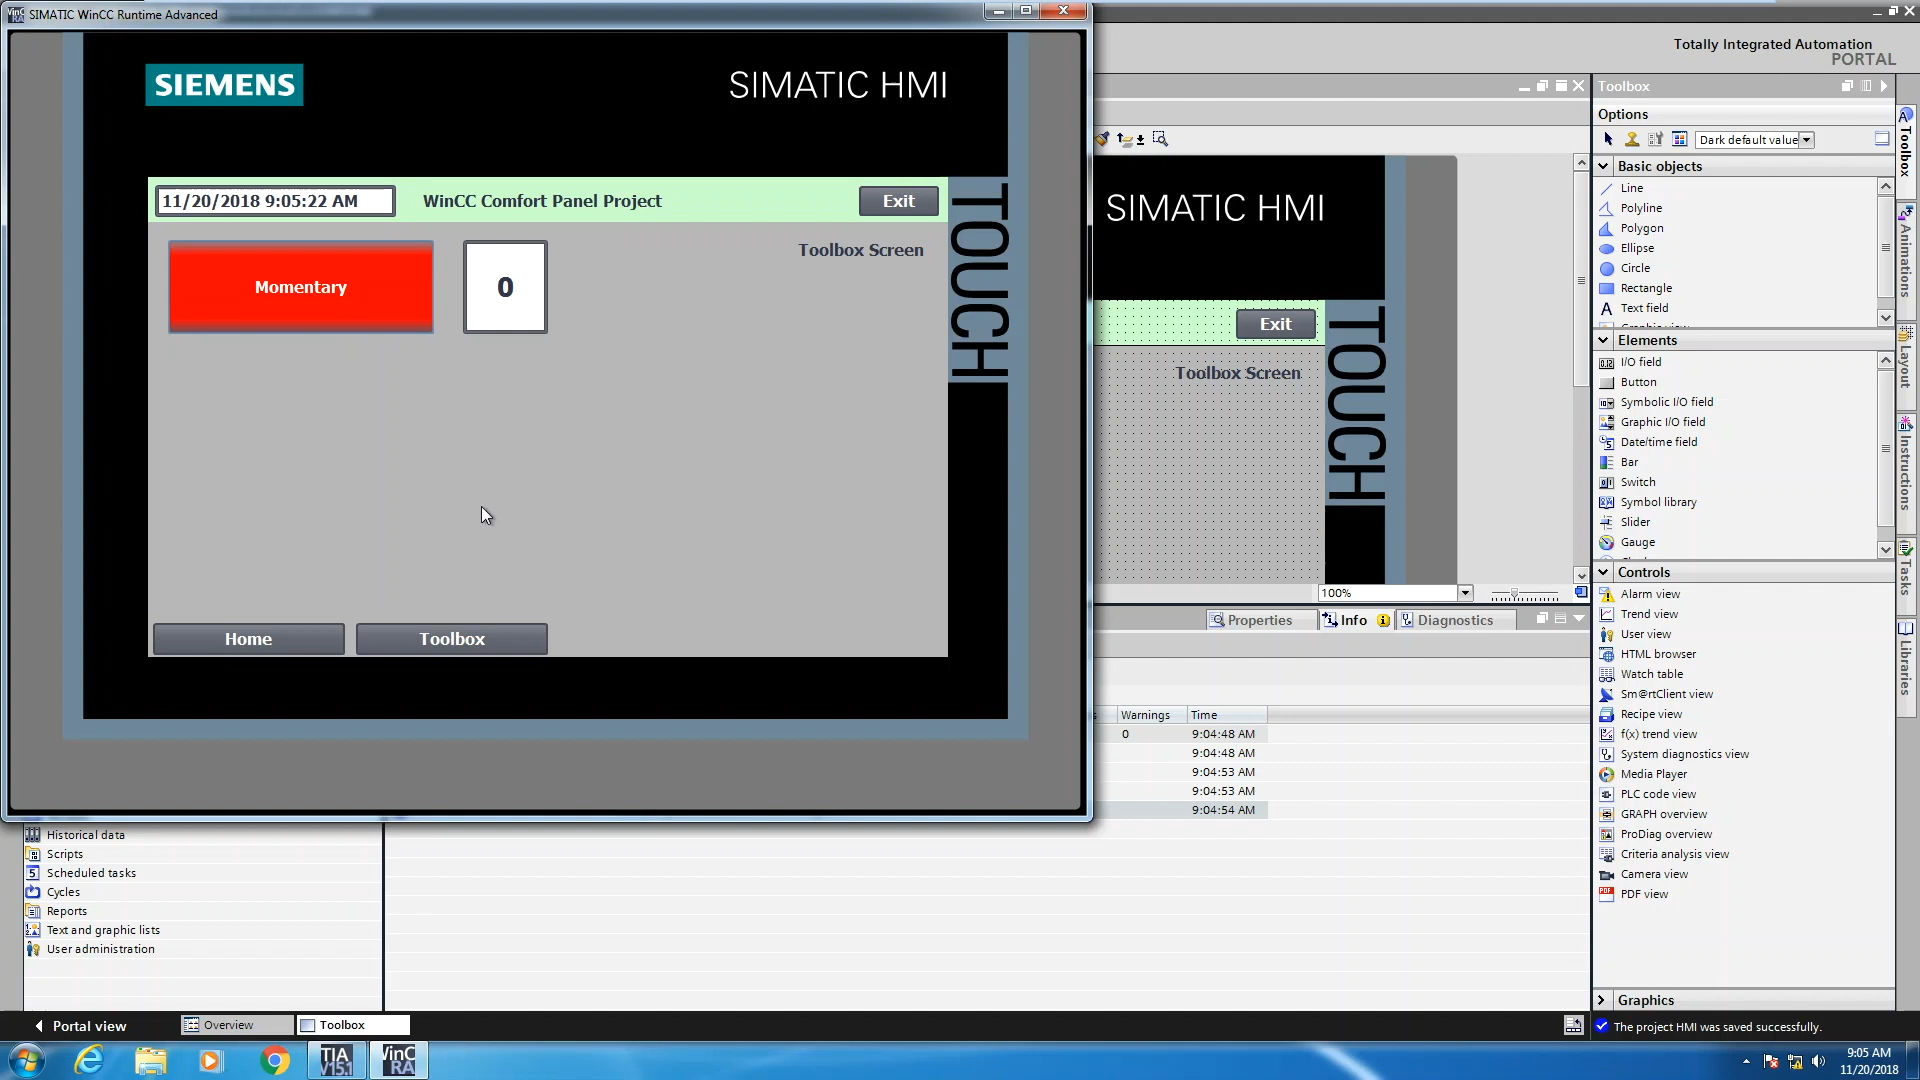 SIMATIC WinCC Runtime Advanced
SIEMENS
SIMATIC HMI
11/20/2018 9:05:22 AM
WinCC Comfort Panel Project
Exit
Momentary
0
Toolbox Screen
TOUCH
Home
Toolbox
Totally Integrated Automation
PORTAL
SIMATIC HMI
Exit
Toolbox Screen
TOUCH
100%
Properties
Info
Diagnostics
Warnings
Time
0
9:04:48 AM
9:04:48 AM
9:04:53 AM
9:04:53 AM
9:04:54 AM
Toolbox
Options
Dark default value
Basic objects
Line
Polyline
Polygon
Ellipse
Circle
Rectangle
Text field
Elements
I/O field
Button
Symbolic I/O field
Graphic I/O field
Date/time field
Bar
Switch
Symbol library
Slider
Gauge
Controls
Alarm view
Trend view
User view
HTML browser
Watch table
Sm@rtClient view
Recipe view
f(x) trend view
System diagnostics view
Media Player
PLC code view
GRAPH overview
ProDiag overview
Criteria analysis view
Camera view
PDF view
Graphics
Toolbox
Animations
Layout
Instructions
Tasks
Libraries
Historical data
Scripts
Scheduled tasks
Cycles
Reports
Text and graphic lists
User administration
Portal view
Overview
Toolbox
The project HMI was saved successfully.
TIA
V15.1
WinC
RA
9:05 AM
11/20/2018